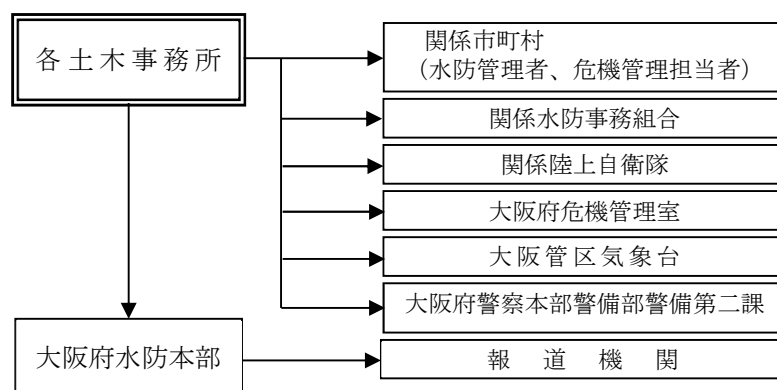 各土木事務所
関係市町村
（水防管理者、危機管理担当者）
関係水防事務組合
関係陸上自衛隊
大阪府危機管理室
大阪管区気象台
大阪府警察本部警備部警備第二課
大阪府水防本部
報道機関